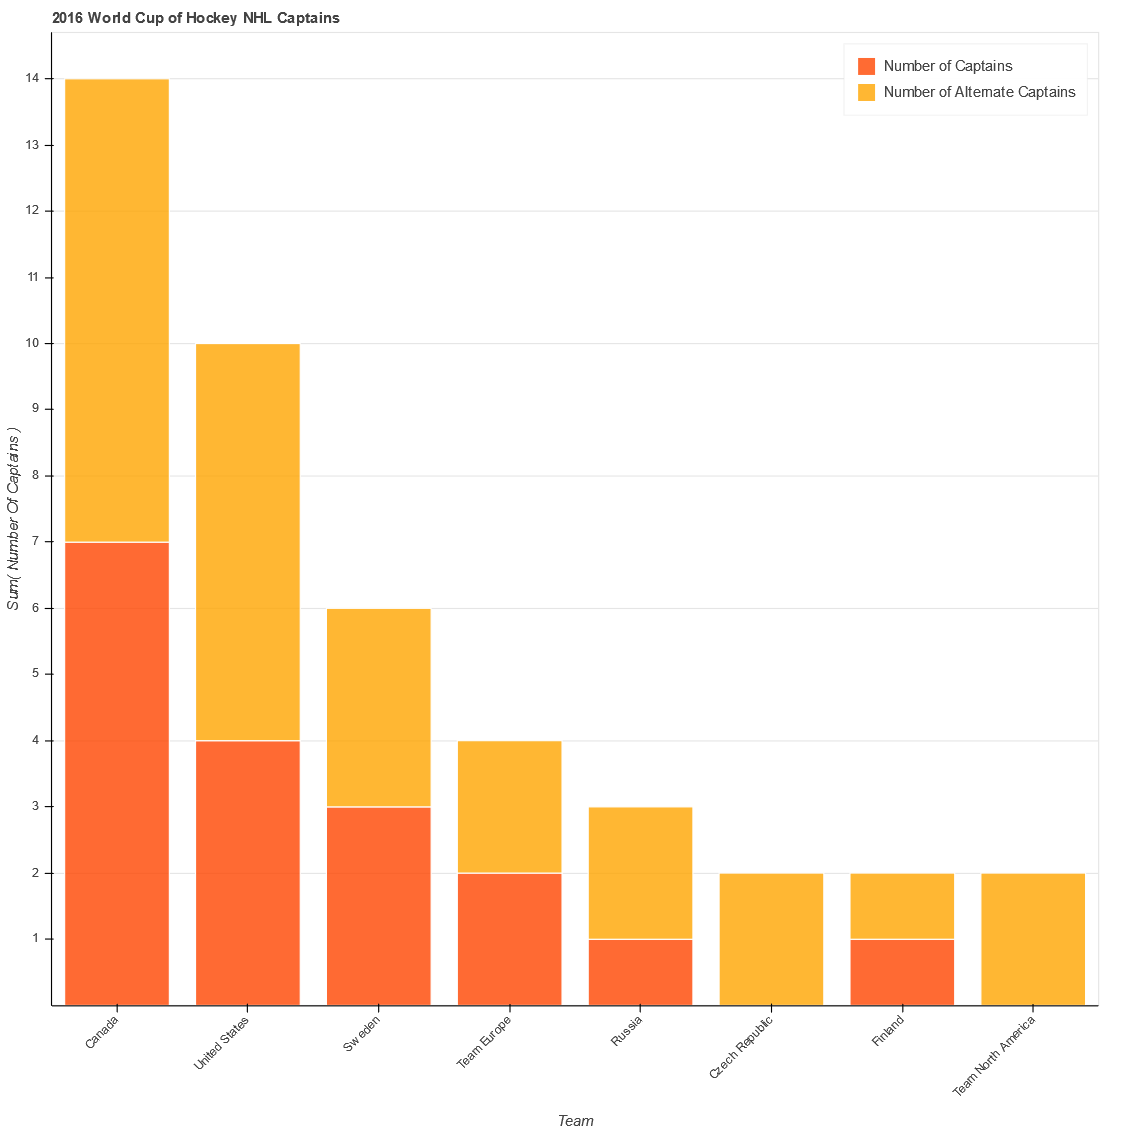 2016 World Cup of Hockey NHL Captains
Number of Captains
Number of Alternate Captains
14
13
12
11
10
9
8
7
6
5
4
3
2
1
Sum( Number Of Captains )
Canada
United States
Sweden
Team Europe
Russia
Czech Republic
Finland
Team North America
Team